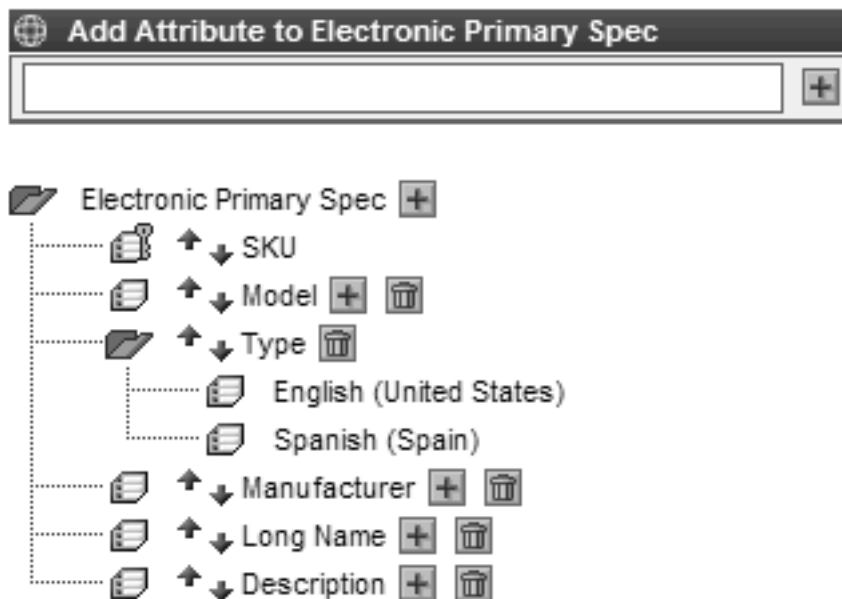 Add Attribute to Electronic Primary Spec
Electronic Primary Spec
SKU
Model
Type
English (United States)
Spanish (Spain)
Manufacturer
Long Name
Description